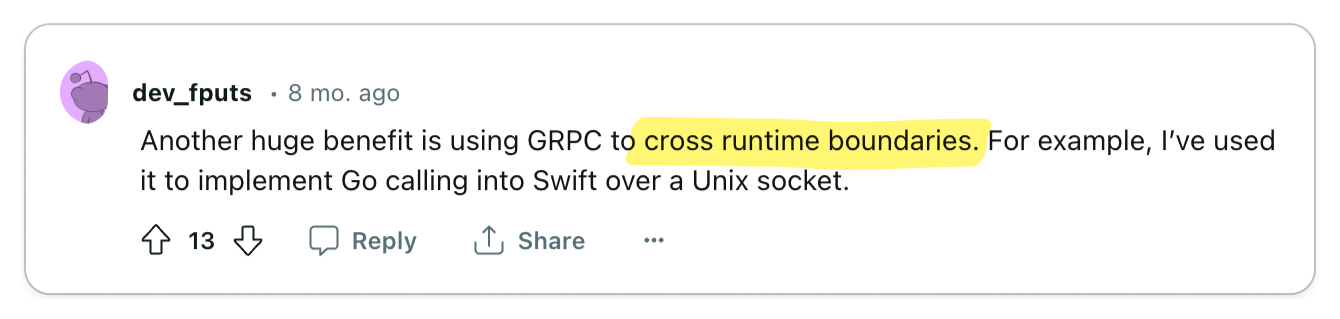 dev_fputs • 8 mo. ago
Another huge benefit is using GRPC to cross runtime boundaries. For example, I’ve used
it to implement Go calling into Swift over a Unix socket.
13 Reply Share ...